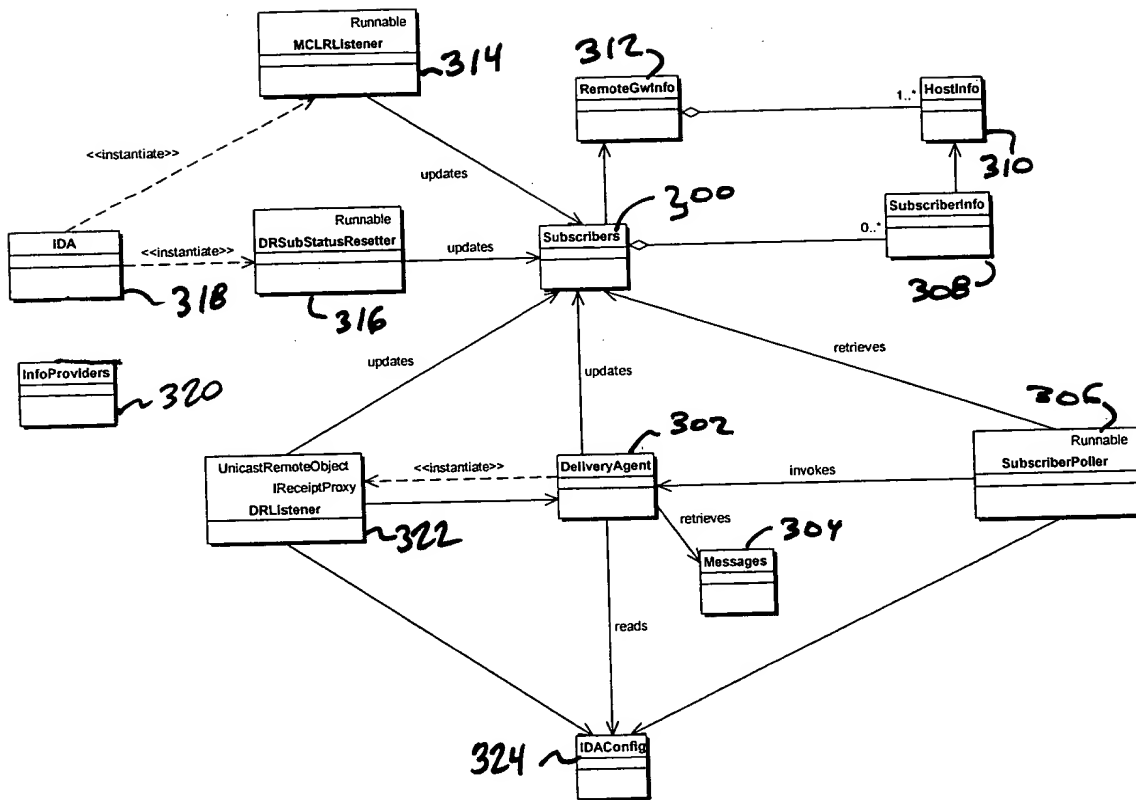 Runnable
MCLRListener
314
312
RemoteGwInfo
1..*
HostInfo
310
<<instantiate>>
updates
300
SubscriberInfo
0..*
308
IDA
318
<<instantiate>>
Runnable
DRSubStatusResetter
316
updates
Subscribers
InfoProviders
320
updates
updates
retrieves
306
Runnable
SubscriberPoller
302
UnicastRemoteObject
IReceiptProxy
DRListener
322
<<instantiate>>
DeliveryAgent
invokes
retrieves
304
Messages
reads
324
IDAConfig